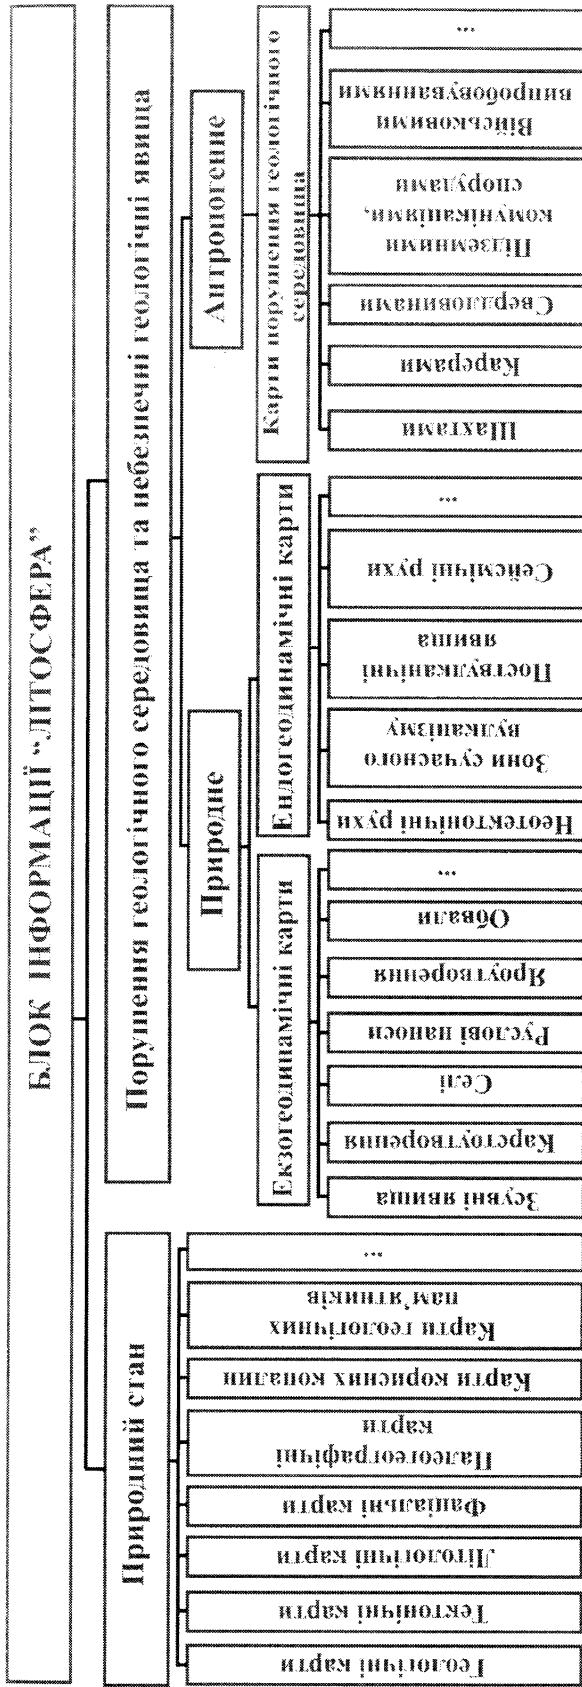 БЛОК ІНФОРМАЦІЇ “ЛІТОСФЕРА”
Природний стан
Порушення геологічного середовища та небезпечні геологічні явища
Природне
Антропогенне
Екзогеодинамічні карти
Ендогеодинамічні карти
Карти порушення геологічного
середовища
Геологічні карти
Тектонічні карти
Літологічні карти
Фаціальні карти
Палеогеографічні
карти
Карти корисних копалин
Карти геологічних
пам’ятників
...
Зсувні явища
Карстоутворення
Селі
Руслові наноси
Яроутворення
Обвали
...
Неотектонічні рухи
Зони сучасного
вулканізму
Поствулканічні
явища
Сейсмічні рухи
...
Шахтами
Карєрами
Свердловинами
Підземними
комунікаціями,
спорудами
Військовими
випробовуваннями
...